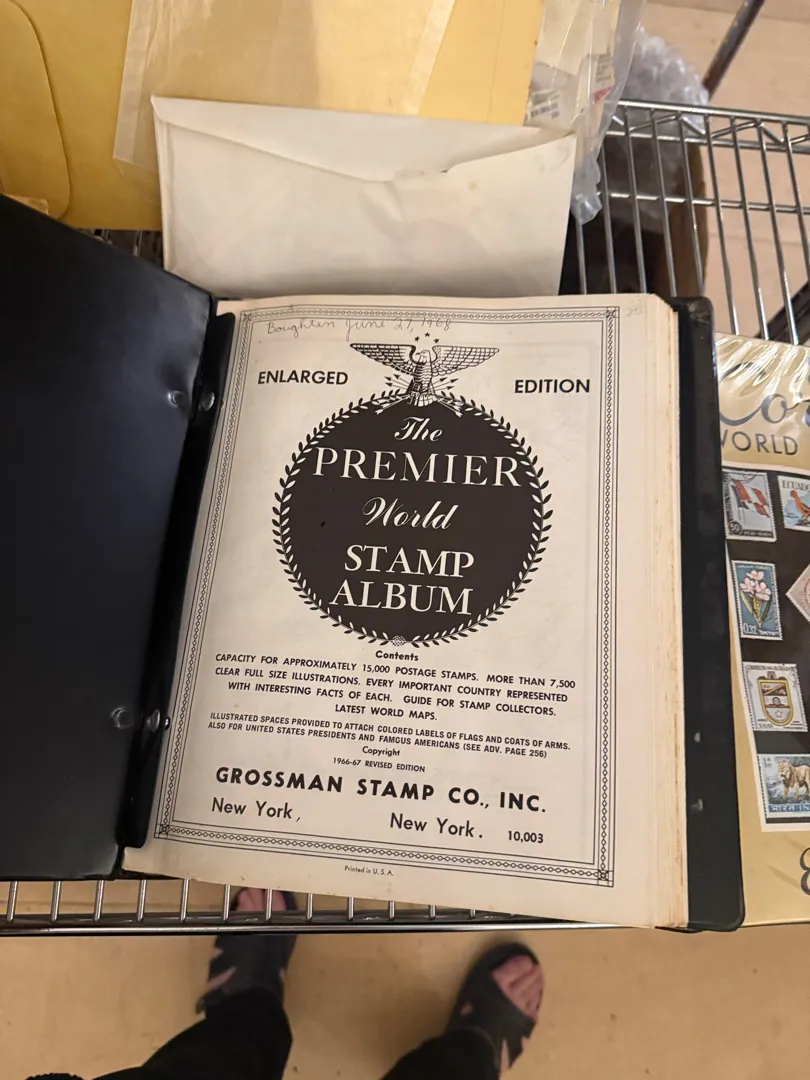 Boughten June 27, 1968
ENLARGED EDITION
The
PREMIER
World
STAMP
ALBUM
Contents
CAPACITY FOR APPROXIMATELY 15,000 POSTAGE STAMPS. MORE THAN 7,500
CLEAR FULL SIZE ILLUSTRATIONS. EVERY IMPORTANT COUNTRY REPRESENTED
WITH INTERESTING FACTS OF EACH. GUIDE FOR STAMP COLLECTORS.
LATEST WORLD MAPS.
ILLUSTRATED SPACES PROVIDED TO ATTACH COLORED LABELS OF FLAGS AND COATS OF ARMS.
ALSO FOR UNITED STATES PRESIDENTS AND FAMOUS AMERICANS (SEE ADV. PAGE 256)
Copyright
1966-67 REVISED EDITION
GROSSMAN STAMP CO., INC.
New York, New York. 10,003
Printed in U.S.A.
WORLD
50
0.32